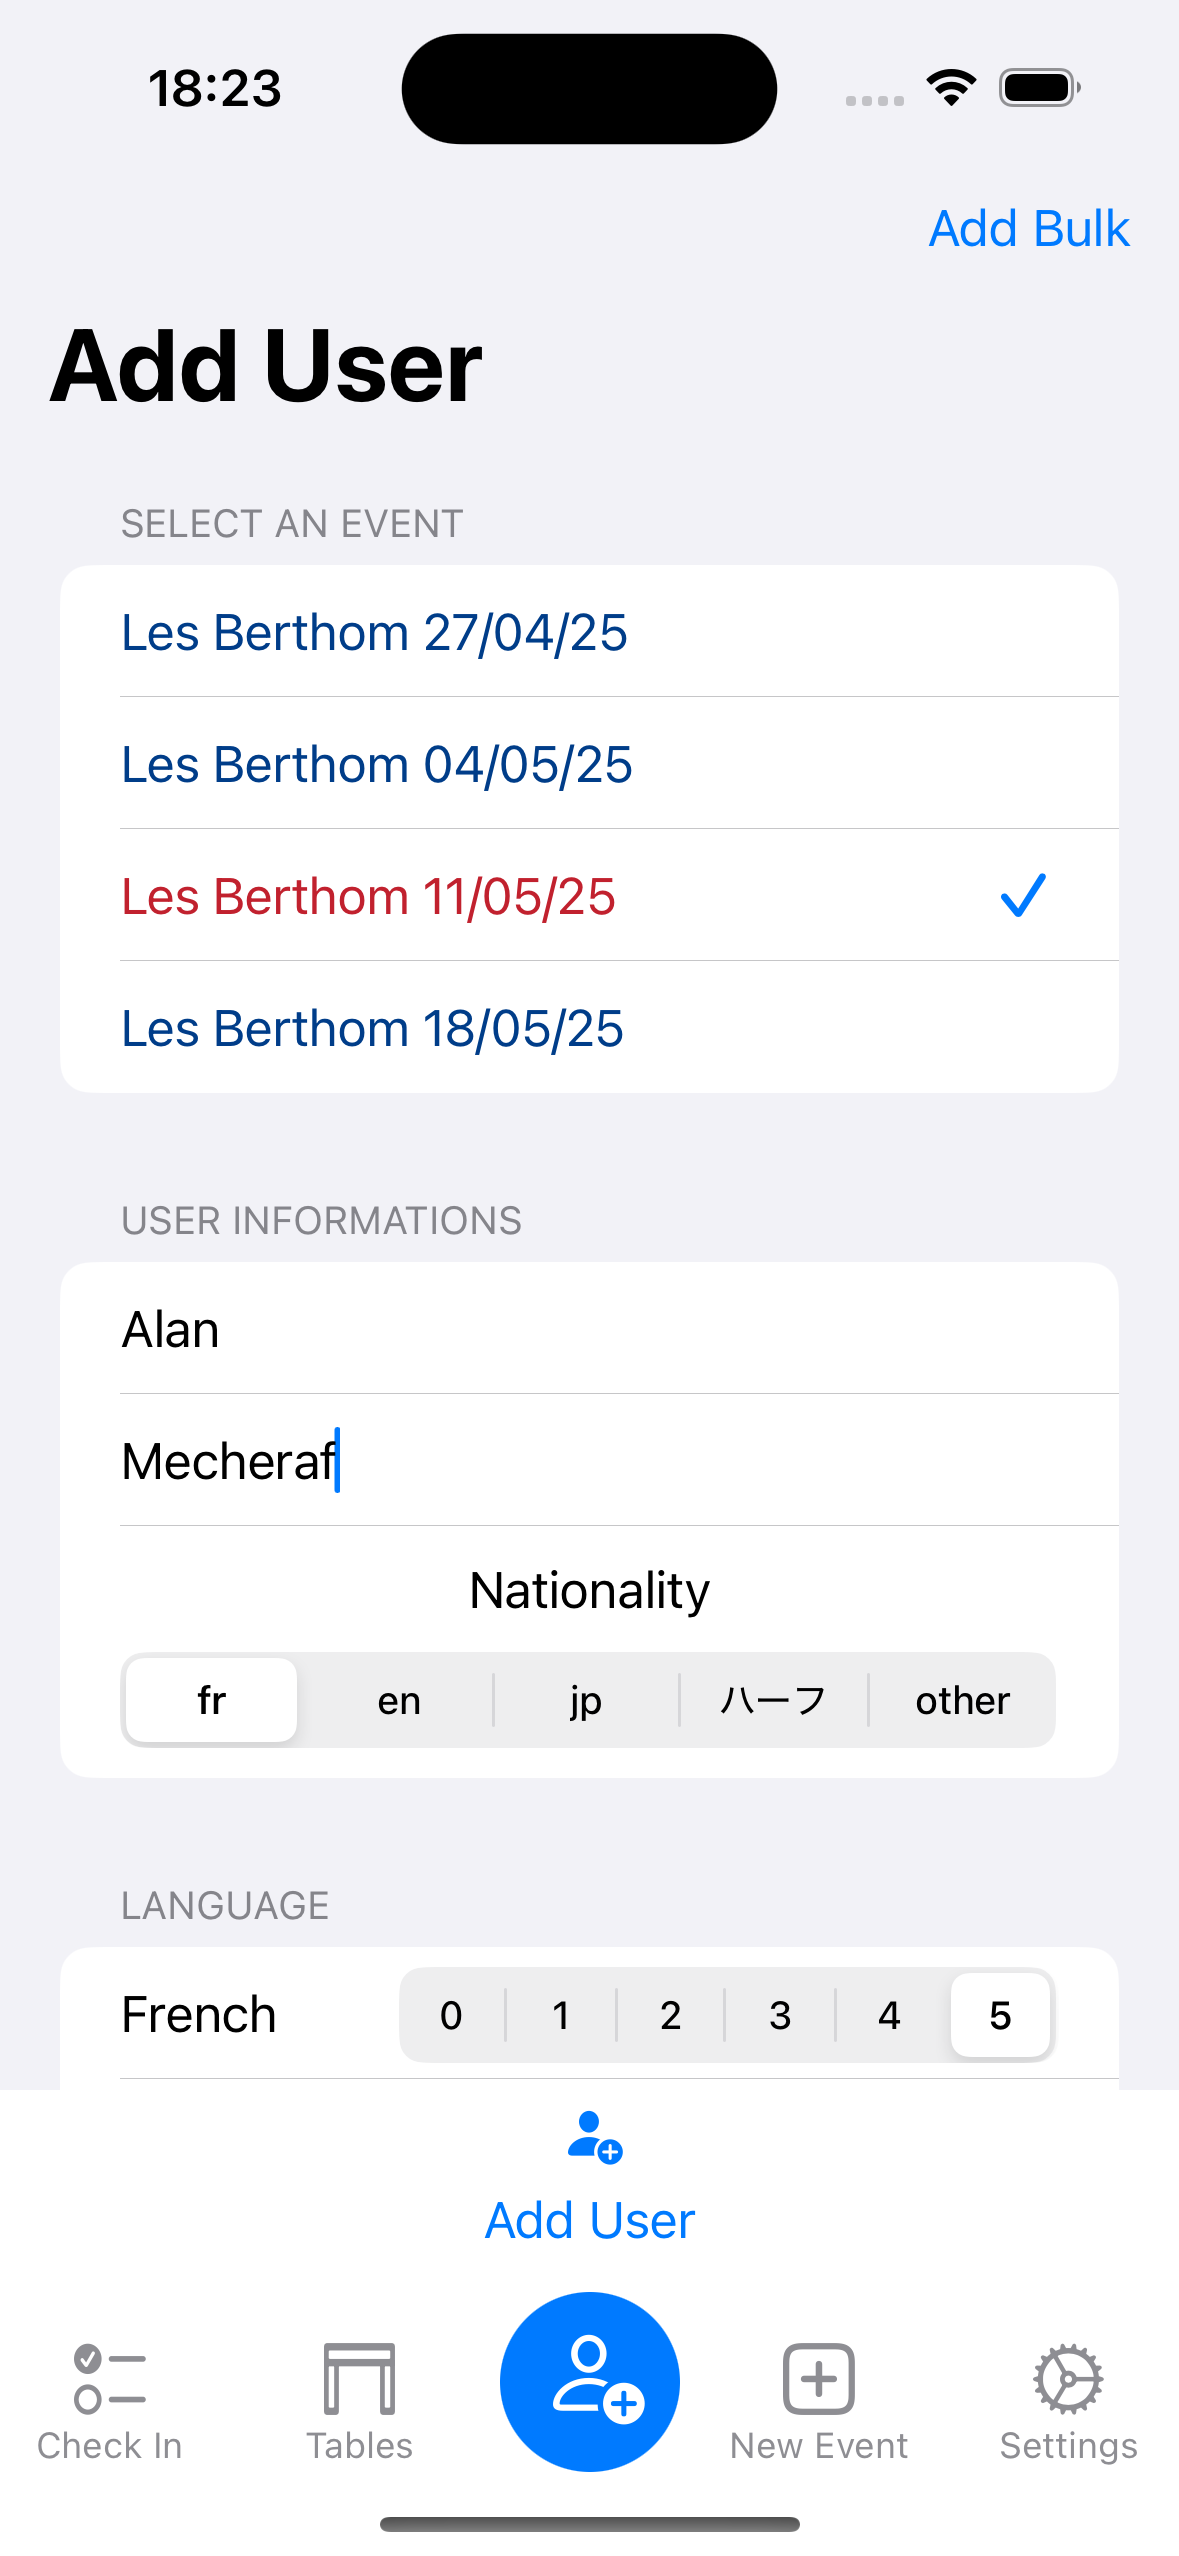 18:23
Add Bulk
Add User
SELECT AN EVENT
Les Berthom 27/04/25
Les Berthom 04/05/25
Les Berthom 11/05/25
Les Berthom 18/05/25
USER INFORMATIONS
Alan
Mecheraf
Nationality
fr en jp ハーフ other
LANGUAGE
French 0 1 2 3 4 5
Add User
Check In Tables New Event Settings